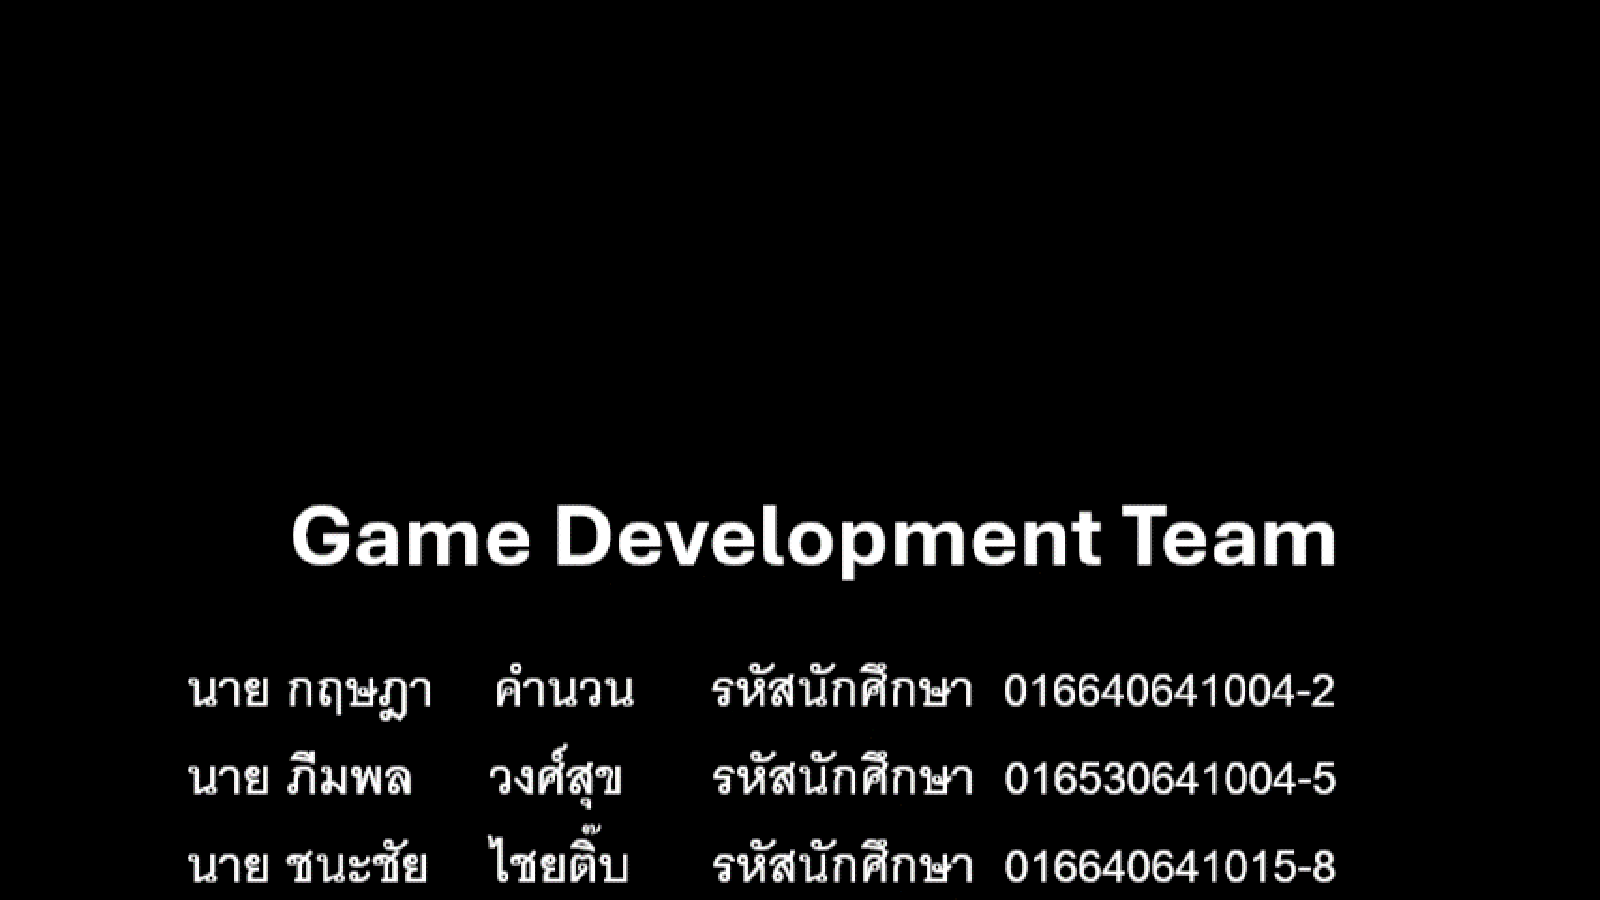 Game Development Team
นาย กฤษฎา คำนวน รหัสนักศึกษา 016640641004-2
นาย ภีมพล วงศ์สุข รหัสนักศึกษา 016530641004-5
นาย ชนะชัย ไชยติ๊บ รหัสนักศึกษา 016640641015-8